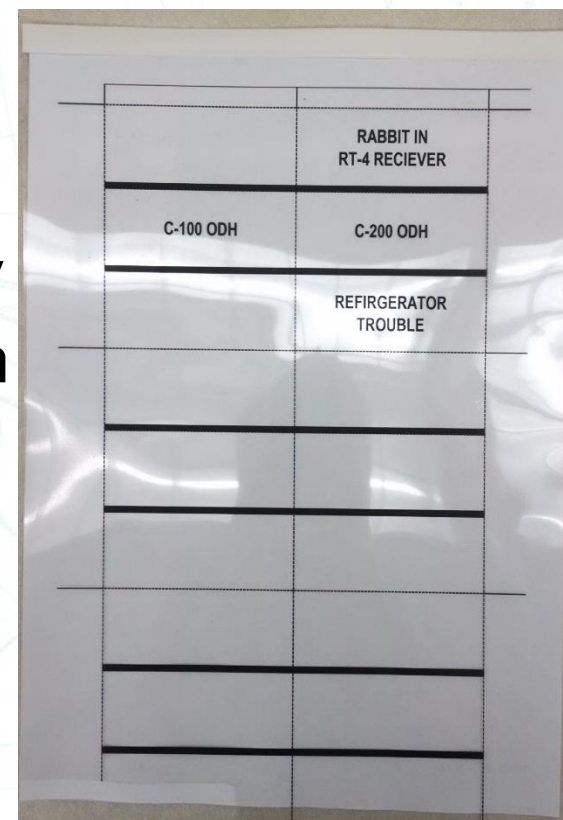 RABBIT IN
RT-4 RECIEVER
C-100 ODH
C-200 ODH
REFIRGERATOR
TROUBLE